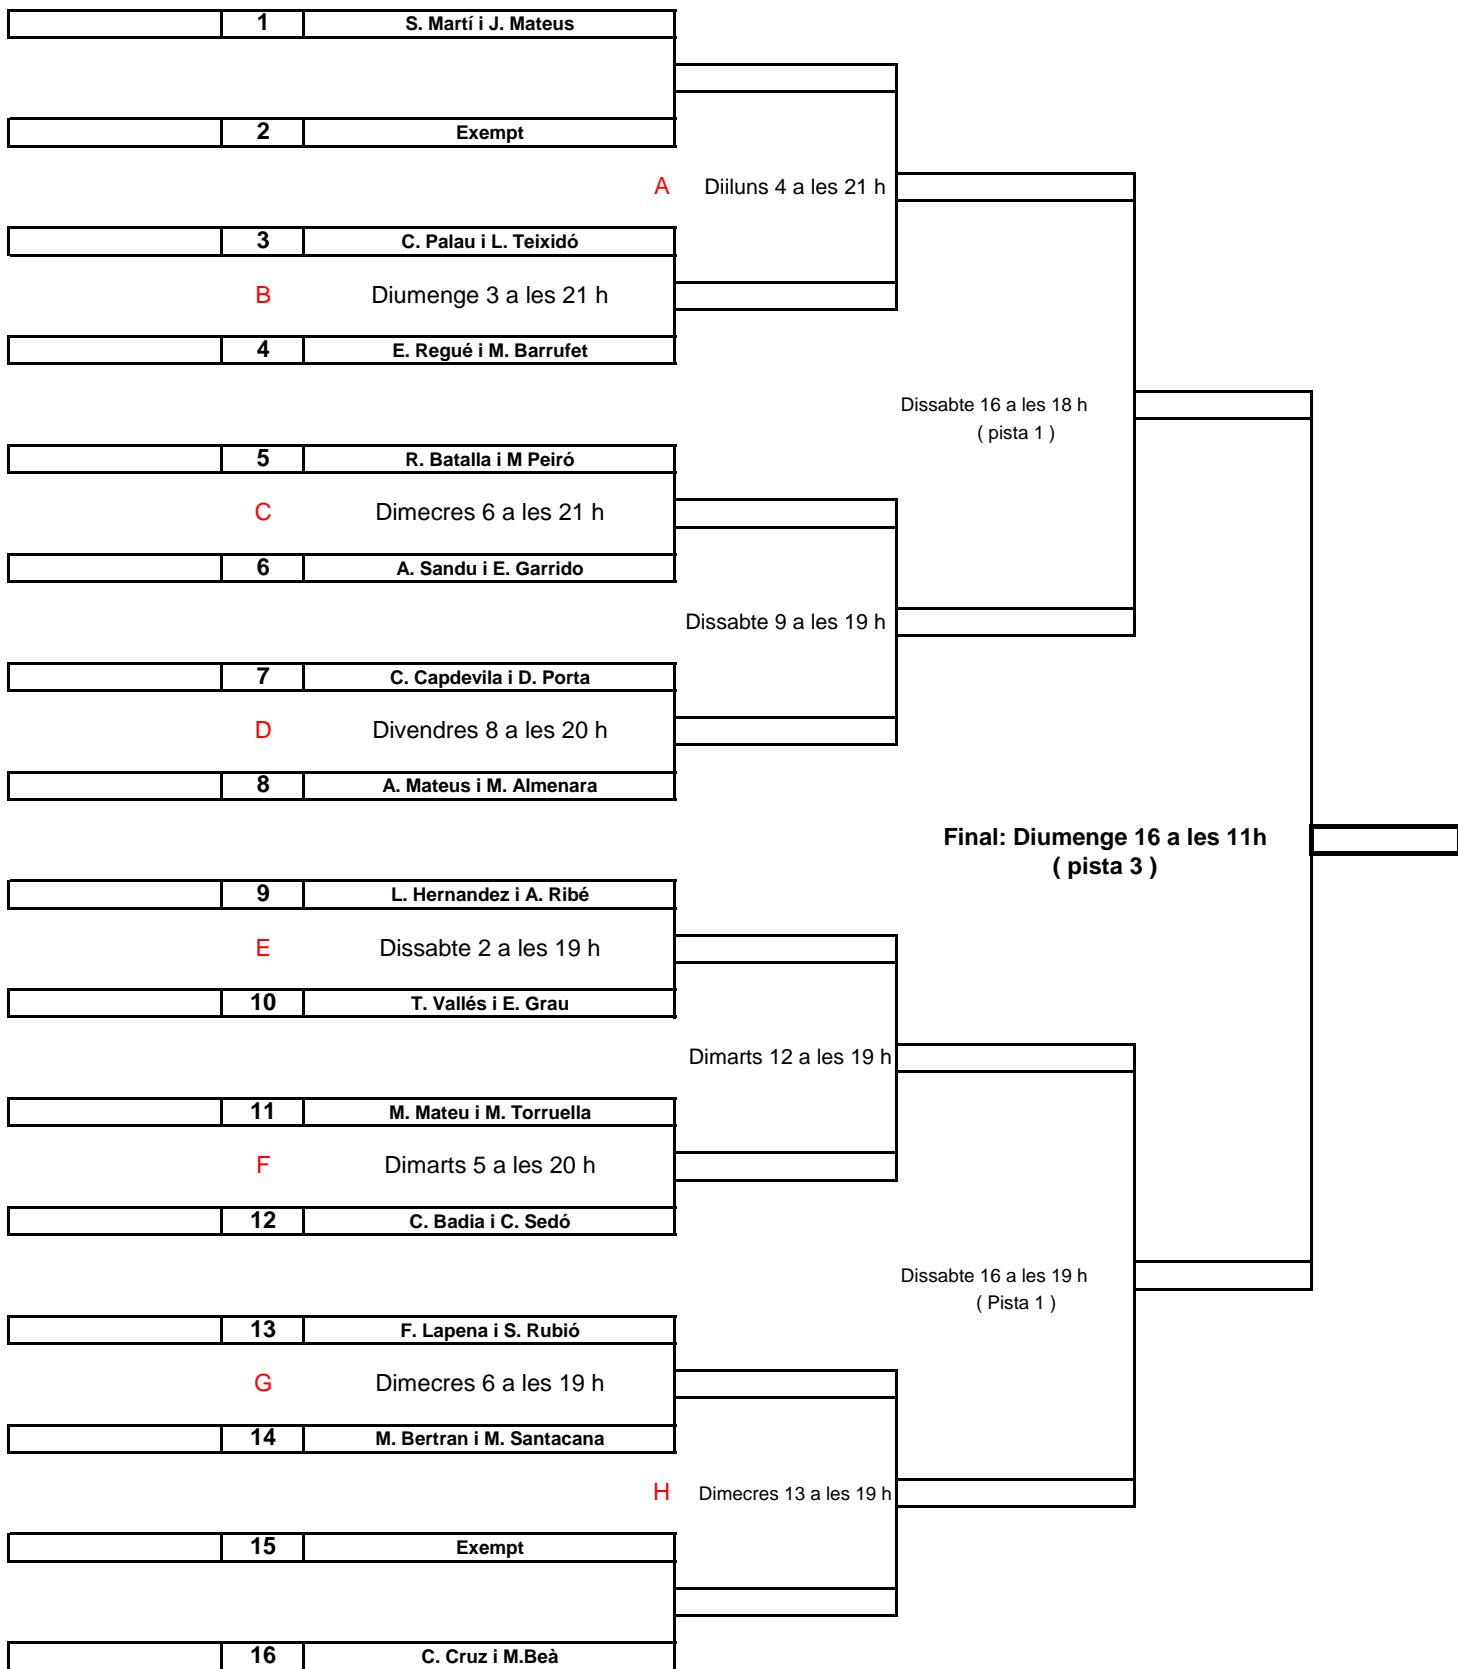 1 S. Martí i J. Mateus
2 Exempt
A Diiluns 4 a les 21 h
3 C. Palau i L. Teixidó
B Diumenge 3 a les 21 h
4 E. Regué i M. Barrufet
Dissabte 16 a les 18 h
( pista 1 )
5 R. Batalla i M Peiró
C Dimecres 6 a les 21 h
6 A. Sandu i E. Garrido
Dissabte 9 a les 19 h
7 C. Capdevila i D. Porta
D Divendres 8 a les 20 h
8 A. Mateus i M. Almenara
Final: Diumenge 16 a les 11h
( pista 3 )
9 L. Hernandez i A. Ribé
E Dissabte 2 a les 19 h
10 T. Vallés i E. Grau
Dimarts 12 a les 19 h
11 M. Mateu i M. Torruella
F Dimarts 5 a les 20 h
12 C. Badia i C. Sedó
Dissabte 16 a les 19 h
( Pista 1 )
13 F. Lapena i S. Rubió
G Dimecres 6 a les 19 h
14 M. Bertran i M. Santacana
H Dimecres 13 a les 19 h
15 Exempt
16 C. Cruz i M.Beà